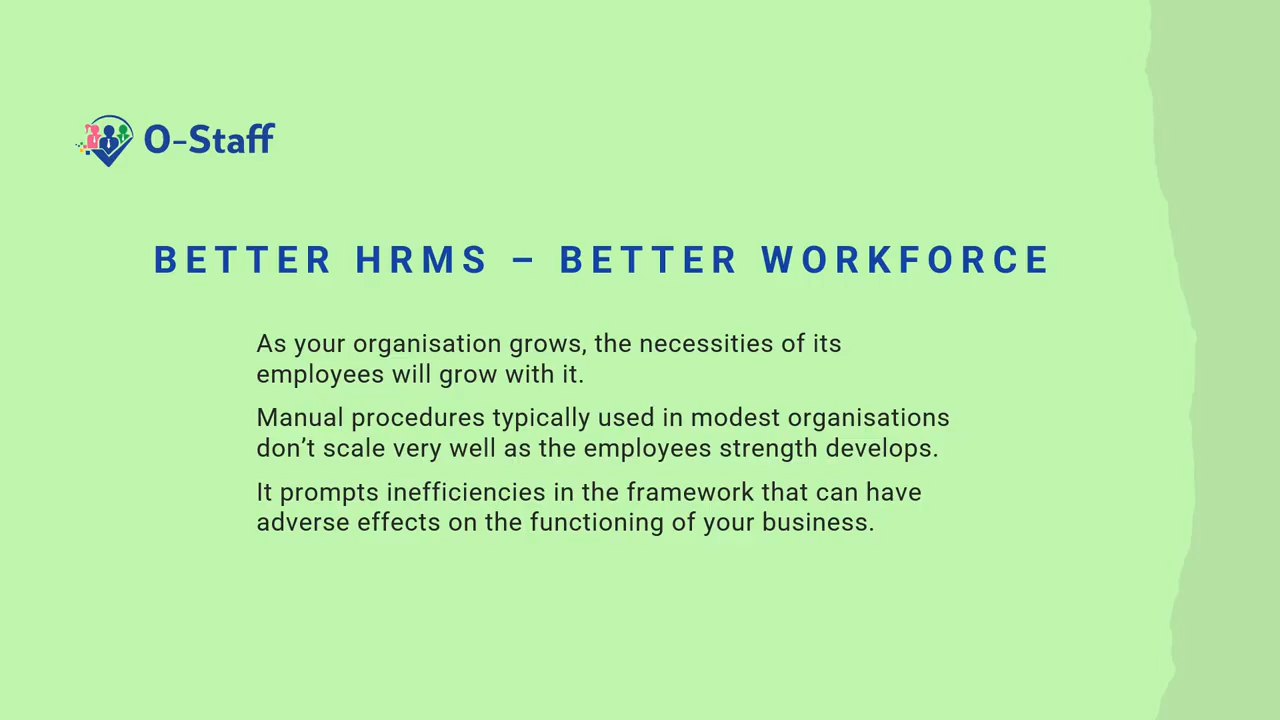 O-Staff
BETTER HRMS – BETTER WORKFORCE
As your organisation grows, the necessities of its
employees will grow with it.
Manual procedures typically used in modest organisations
don’t scale very well as the employees strength develops.
It prompts inefficiencies in the framework that can have
adverse effects on the functioning of your business.